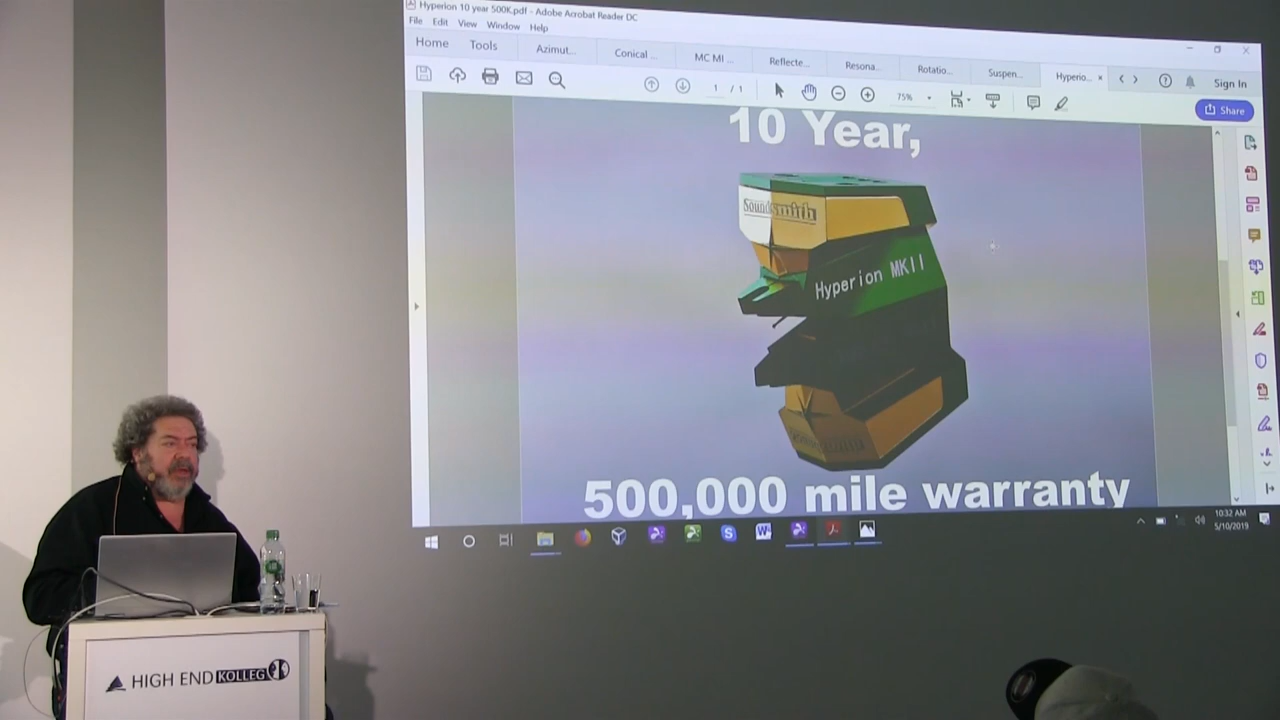 Hyperion 10 year 500K.pdf - Adobe Acrobat Reader DC
File Edit View Window Help
Home Tools Azimut... Conical ... MC MI ... Reflecte... Resona... Rotatio... Suspen... Hyperio... × Sign In
1 / 1 75% Share
10 Year,
Soundsmith
Hyperion MKII
Soundsmith
500,000 mile warranty
10:32 AM
5/10/2019
HIGH END KOLLEG